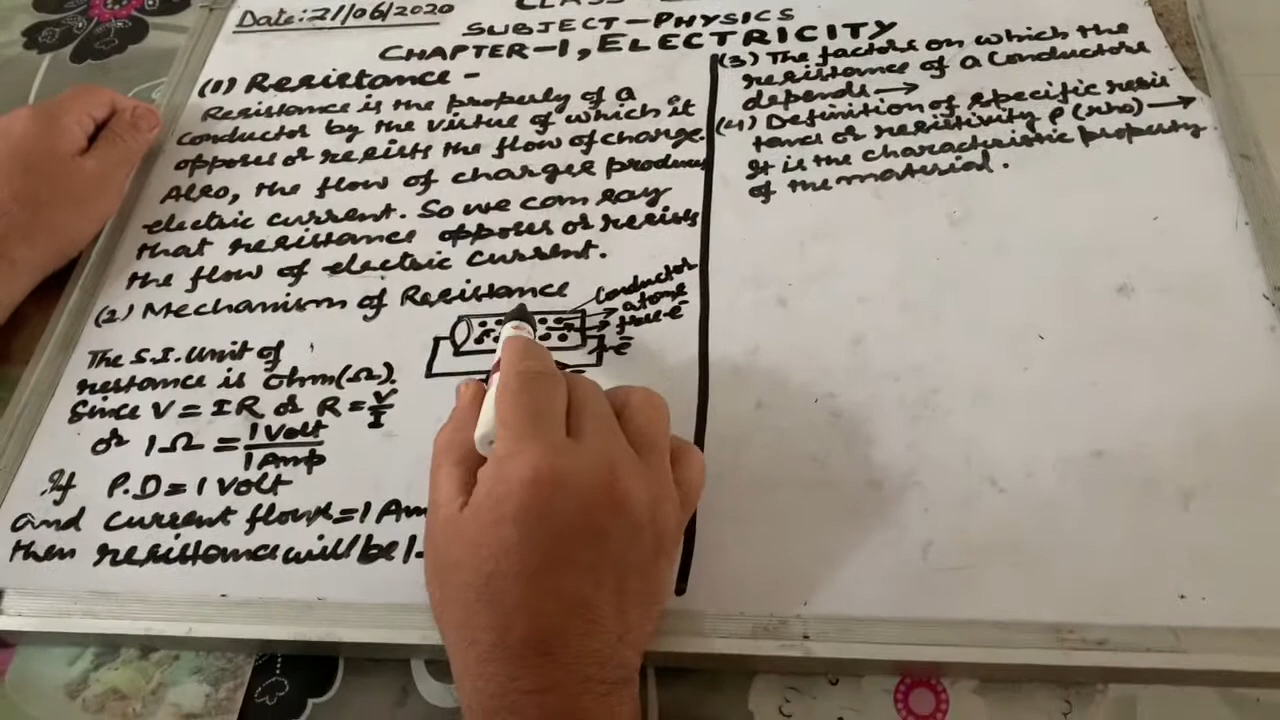 Date:21/06/2020
CLASS
SUBJECT-PHYSICS
CHAPTER-1, ELECTRICITY
(1) Resistance -
Resistance is the property of a
conductor by the virtue of which it
opposes or resists the flow of charge.
Also, the flow of charges produces
electric current. So we can say
that resistance opposes or resists
the flow of electric current.
(2) Mechanism of Resistance
conductor
atoms
free-e⁻
The S.I. Unit of
restance is Ohm(Ω).
Since V = IR or R = V/I
or 1Ω = 1 Volt/1 Amp
If P.D = 1 Volt
and current flows = 1 Am
then resistance will be 1
(3) The factors on which the
resistance of a Conductors
depends →
(4) Definition of specific resis
tance or resistivity ρ (rho) →
It is the characteristic property
of the material.